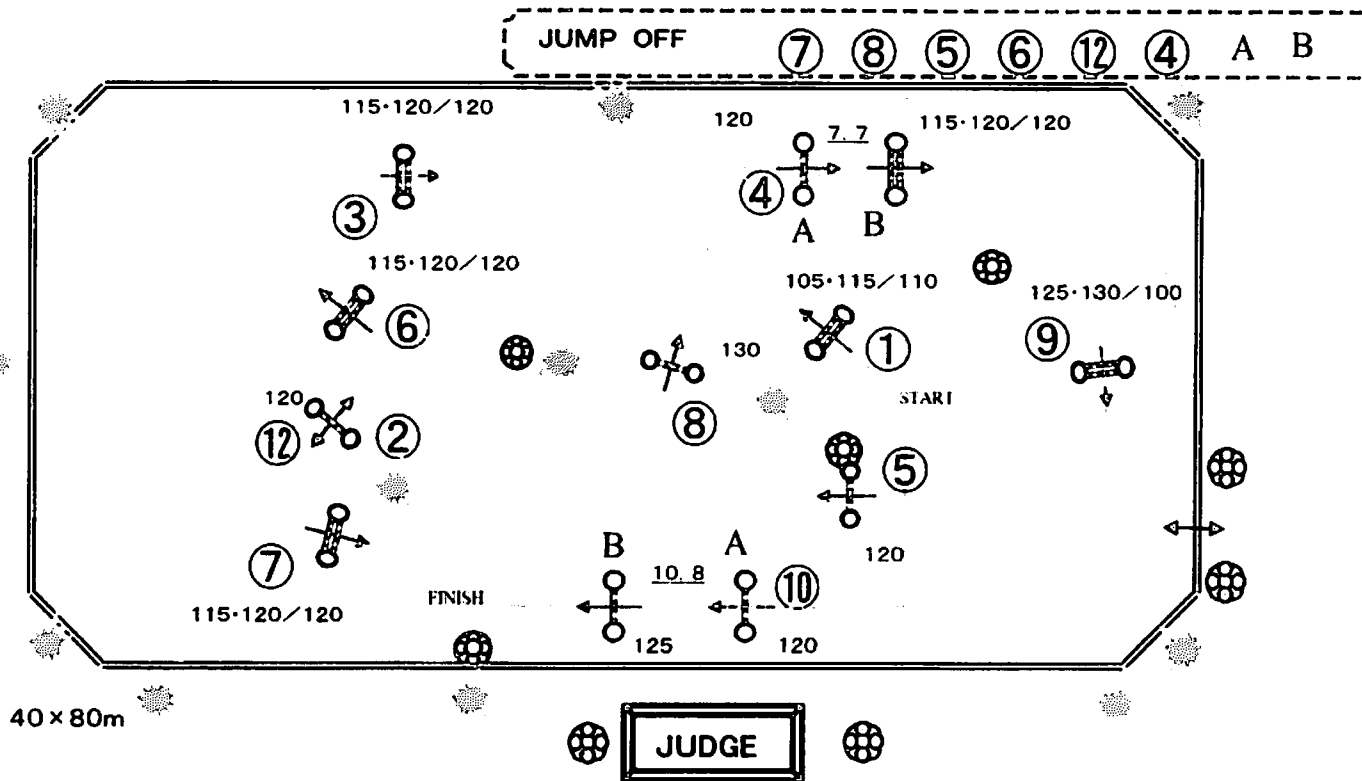 JUMP OFF ⑦ ⑧ ⑤ ⑥ ⑫ ④ A B
115·120/120
120 7.7 115·120/120
③
④
A B
115·120/120
105·115/110
125·130/100
⑥
①
⑨
130
120
START
⑫ ②
⑧
⑤
120
⑦
B A
10.8
⑩
115·120/120
FINISH
125 120
40×80m
JUDGE